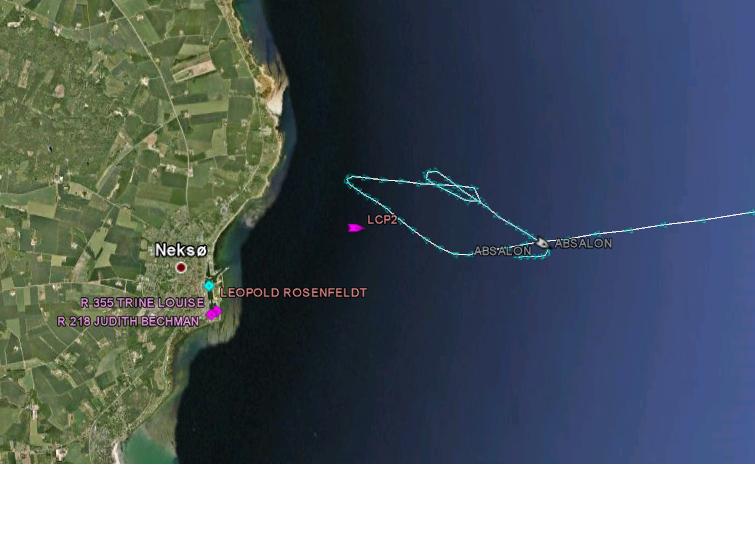 LCP2
ABSALON ABSALON
Neksø
LEOPOLD ROSENFELDT
R 355 TRINE LOUISE
R 218 JUDITH BECHMAN